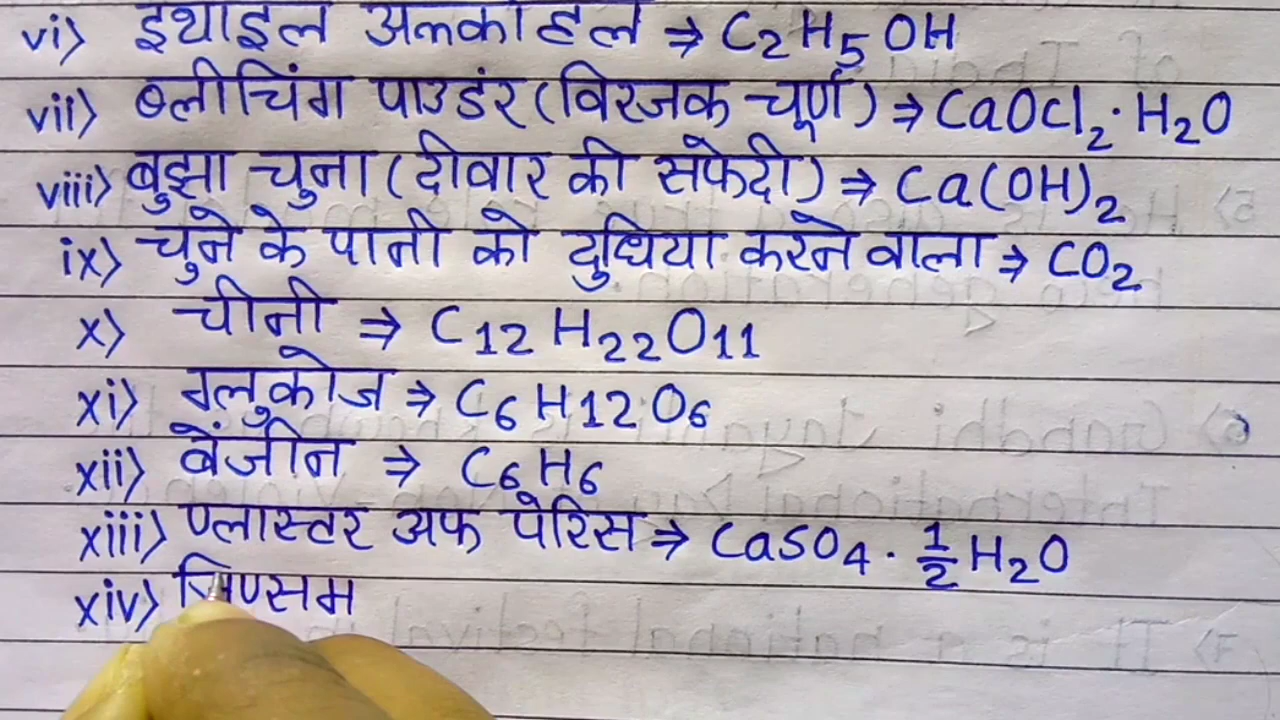 vi) इथाइल अल्कोहल ⇒ C₂H₅OH
vii) ब्लीचिंग पाउडर (विरंजक चूर्ण) ⇒ CaOCl₂·H₂O
viii) बुझा चुना (दीवार की सफेदी) ⇒ Ca(OH)₂
ix) चुने के पानी को दुधिया करने वाला ⇒ CO₂
x) चीनी ⇒ C₁₂H₂₂O₁₁
xi) ग्लुकोज ⇒ C₆H₁₂O₆
xii) बेंजीन ⇒ C₆H₆
xiii) प्लास्टर अफ पेरिस ⇒ CaSO₄·½H₂O
xiv) जिप्सम